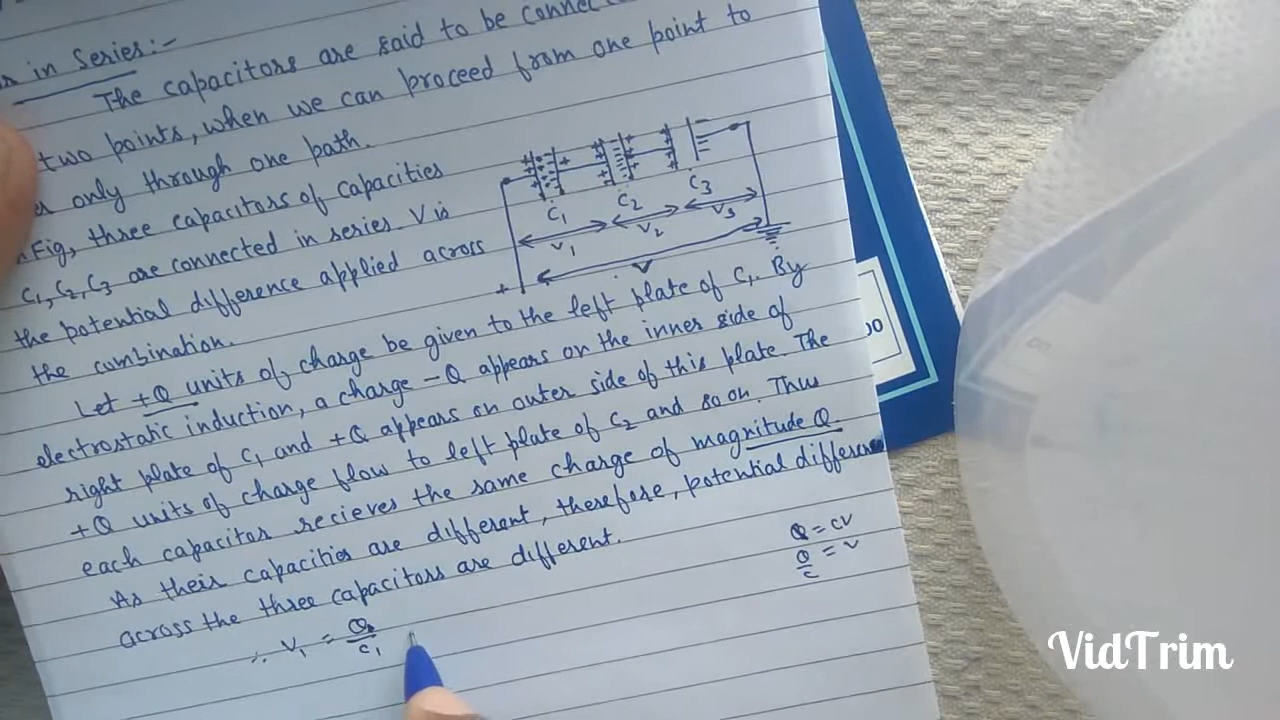 in Series:-
The capacitors are said to be connec
two points, when we can proceed from one point to
only through one path.
Fig, three capacitors of capacities
C1, C2, C3 are connected in series. V is
the potential difference applied across
the combination.
C1 C2 C3
V1 V2 V3
V
+
Let +Q units of charge be given to the left plate of C1. By
electrostatic induction, a charge -Q appears on the inner side of
right plate of C1 and +Q appears on outer side of this plate. The
+Q units of charge flow to left plate of C2 and so on. Thus
each capacitor recieves the same charge of magnitude Q
As their capacities are different, therefore, potential difference
across the three capacitors are different.
Q = CV
Q/C = V
∴ V1 = Q/C1
VidTrim